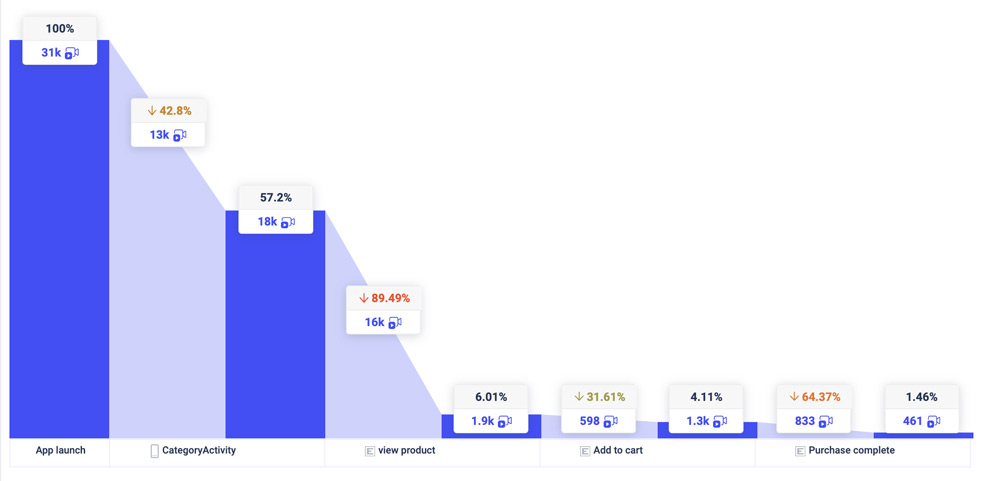 100%
31k
↓ 42.8%
13k
57.2%
18k
↓ 89.49%
16k
6.01%
1.9k
↓ 31.61%
598
4.11%
1.3k
↓ 64.37%
833
1.46%
461
App launch
CategoryActivity
E view product
E Add to cart
E Purchase complete